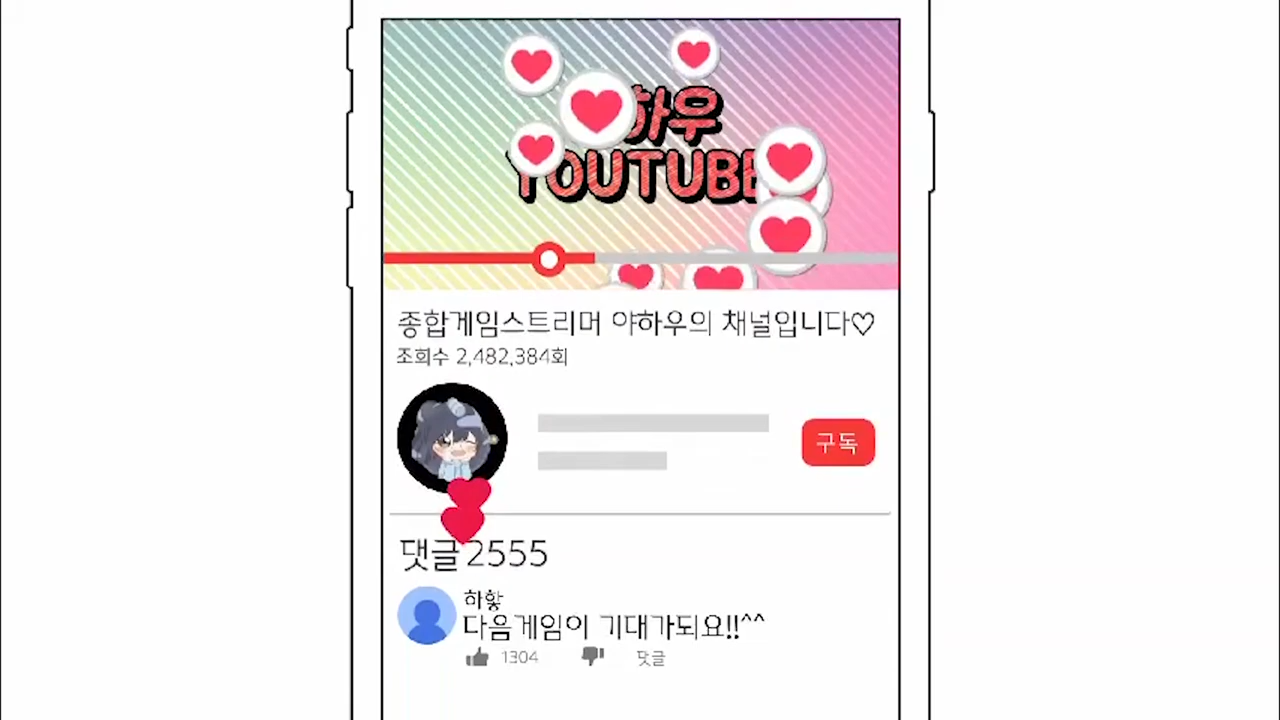 하우
YOUTUBE
종합게임스트리머 야하우의 채널입니다♡
조회수 2,482,384회
구독
댓글 2555
하핳
다음게임이 기대가되요!!^^
1304
댓글